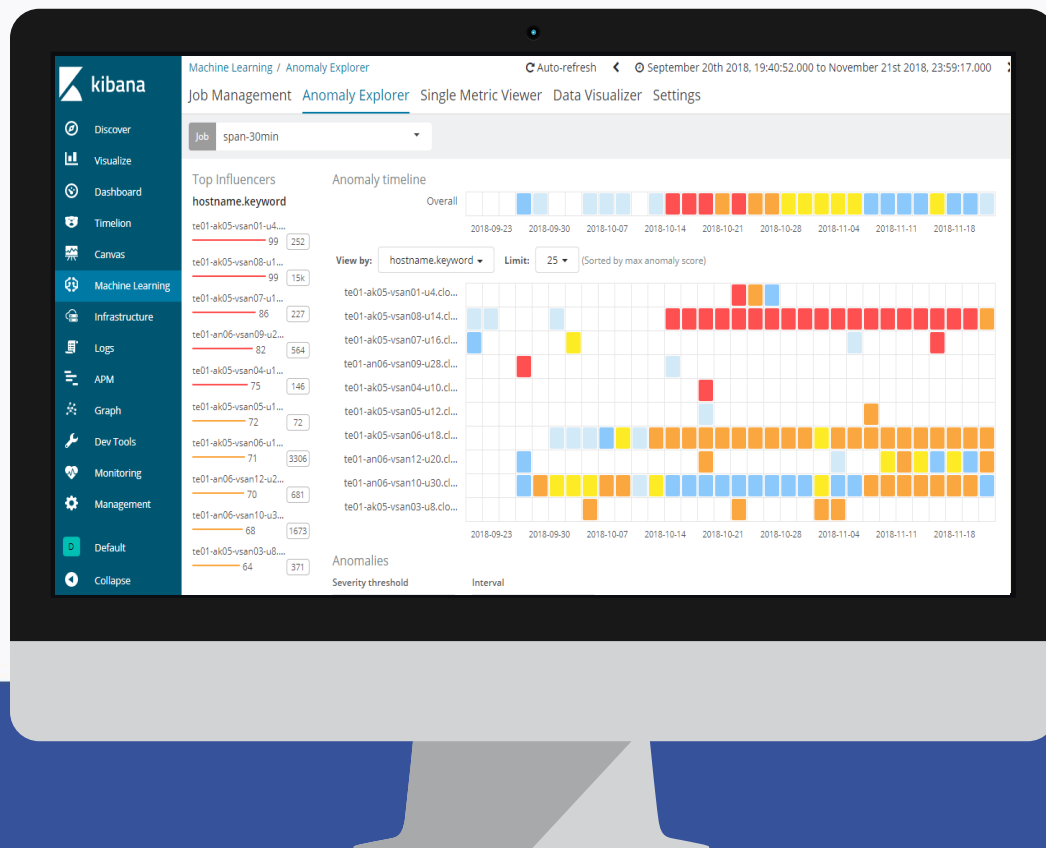 kibana
Discover
Visualize
Dashboard
Timelion
Canvas
Machine Learning
Infrastructure
Logs
APM
Graph
Dev Tools
Monitoring
Management
D Default
Collapse
Machine Learning / Anomaly Explorer
Auto-refresh September 20th 2018, 19:40:52.000 to November 21st 2018, 23:59:17.000
Job Management Anomaly Explorer Single Metric Viewer Data Visualizer Settings
Job span-30min
Top Influencers
hostname.keyword
te01-ak05-vsan01-u4....
99 252
te01-ak05-vsan08-u1...
99 15k
te01-ak05-vsan07-u1...
86 227
te01-an06-vsan09-u2...
82 564
te01-ak05-vsan04-u1...
75 146
te01-ak05-vsan05-u1...
72 72
te01-ak05-vsan06-u1...
71 3306
te01-an06-vsan12-u2...
70 681
te01-an06-vsan10-u3...
68 1673
te01-ak05-vsan03-u8....
64 371
Anomaly timeline
Overall
2018-09-23 2018-09-30 2018-10-07 2018-10-14 2018-10-21 2018-10-28 2018-11-04 2018-11-11 2018-11-18
View by: hostname.keyword Limit: 25 (Sorted by max anomaly score)
te01-ak05-vsan01-u4.clo...
te01-ak05-vsan08-u14.cl...
te01-ak05-vsan07-u16.cl...
te01-an06-vsan09-u28.cl...
te01-ak05-vsan04-u10.cl...
te01-ak05-vsan05-u12.cl...
te01-ak05-vsan06-u18.cl...
te01-an06-vsan12-u20.cl...
te01-an06-vsan10-u30.cl...
te01-ak05-vsan03-u8.clo...
2018-09-23 2018-09-30 2018-10-07 2018-10-14 2018-10-21 2018-10-28 2018-11-04 2018-11-11 2018-11-18
Anomalies
Severity threshold Interval